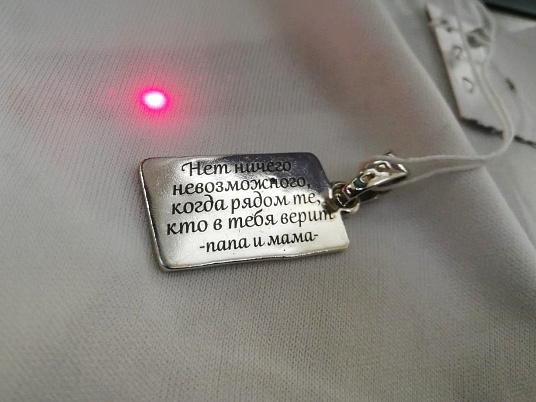 Нет ничего
невозможного,
когда рядом те,
кто в тебя верит
-папа и мама-